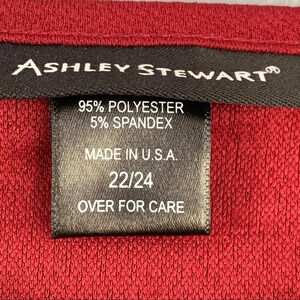 ASHLEY STEWART®
95% POLYESTER
5% SPANDEX
MADE IN U.S.A.
22/24
OVER FOR CARE